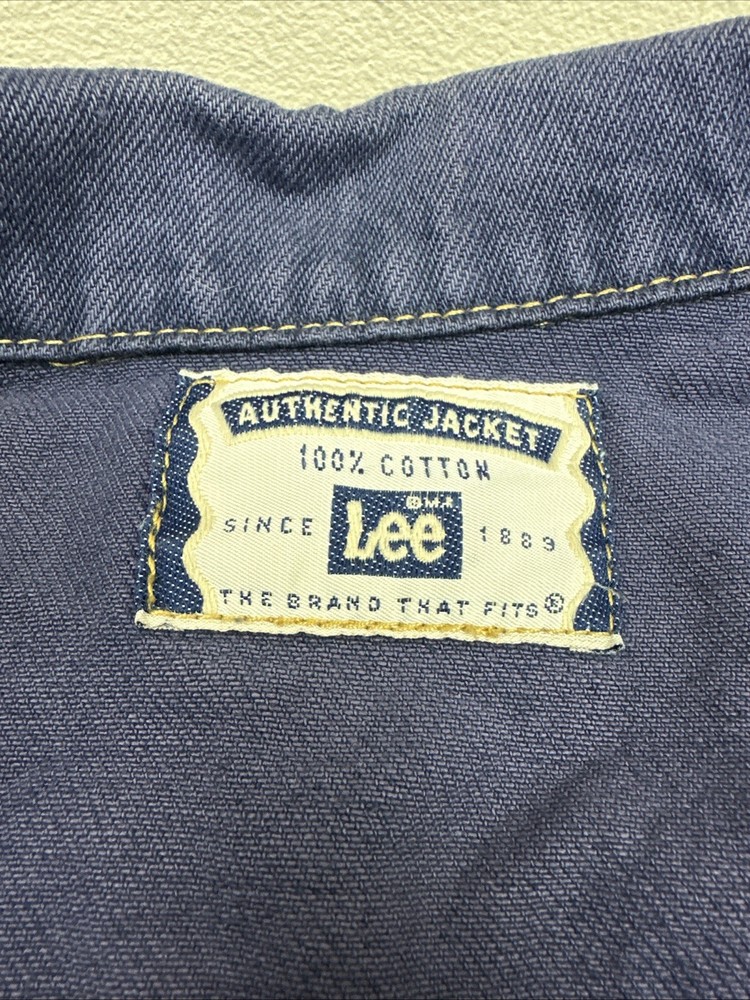 AUTHENTIC JACKET
100% COTTON
®M.R
SINCE Lee 1889
THE BRAND THAT FITS®